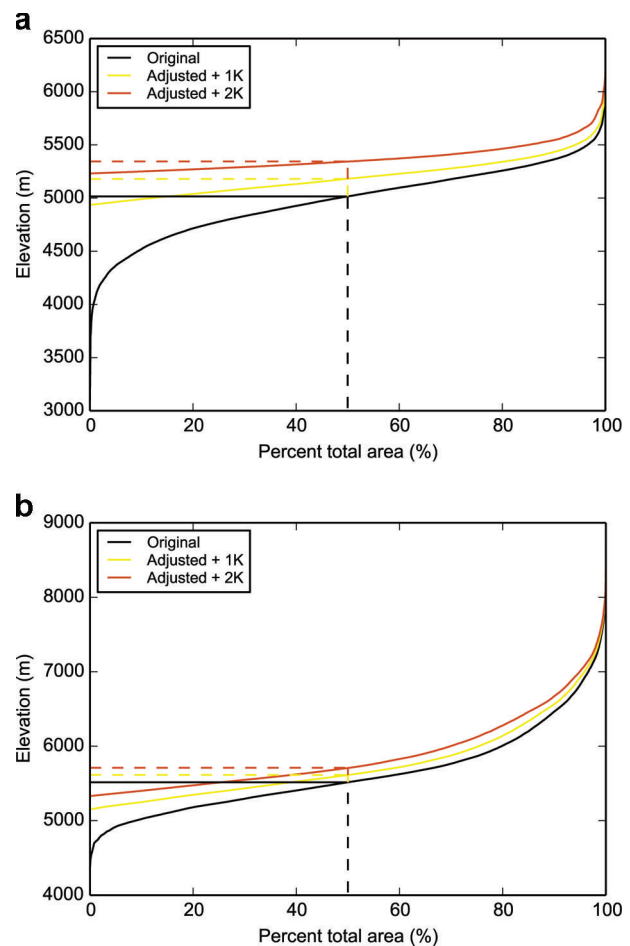 a
6500
6000
5500
5000
4500
4000
3500
3000
Elevation (m)
Original
Adjusted + 1K
Adjusted + 2K
0 20 40 60 80 100
Percent total area (%)
b
9000
8000
7000
6000
5000
4000
Elevation (m)
Original
Adjusted + 1K
Adjusted + 2K
0 20 40 60 80 100
Percent total area (%)